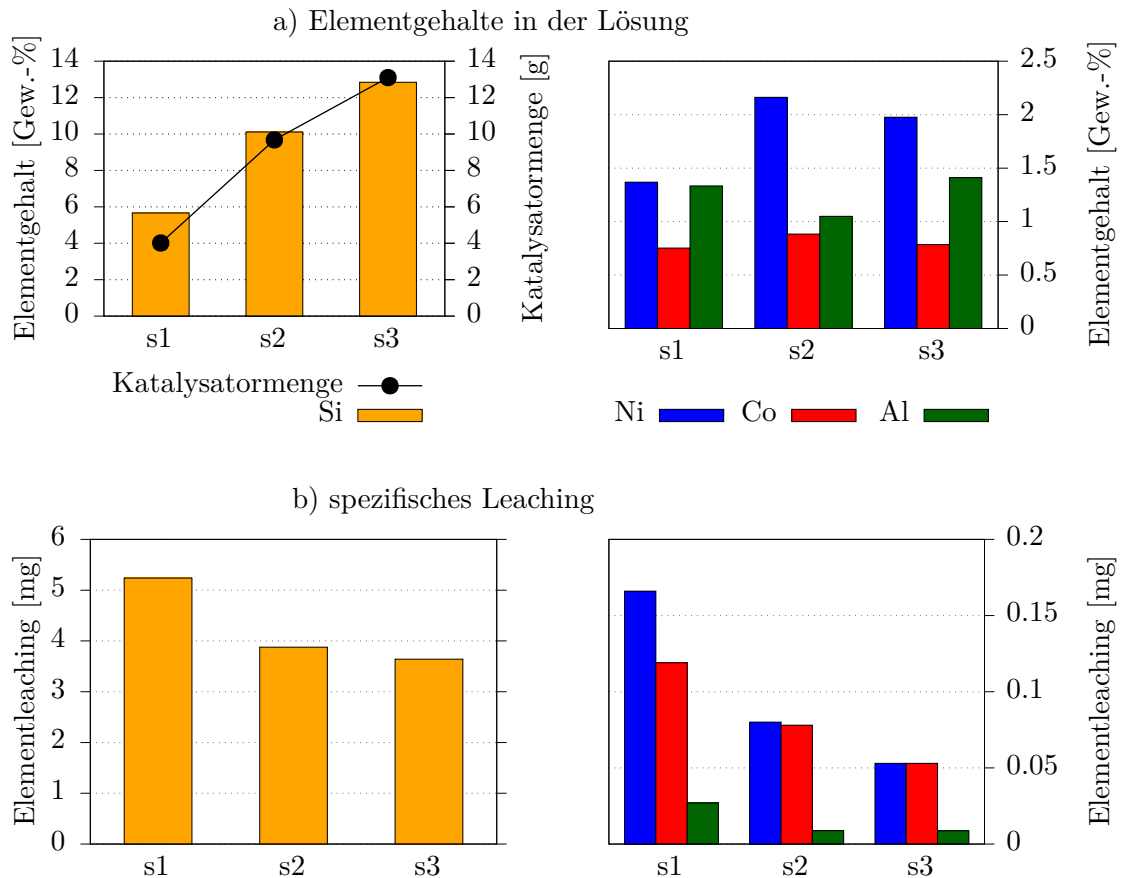 a) Elementgehalte in der Lösung
Elementgehalt [Gew.-%]
14
12
10
8
6
4
2
0
s1 s2 s3
14
12
10
8
6
4
2
0
Katalysatormenge [g]
Katalysatormenge
Si
2.5
2
1.5
1
0.5
0
s1 s2 s3
Elementgehalt [Gew.-%]
Ni Co Al
b) spezifisches Leaching
Elementleaching [mg]
6
5
4
3
2
1
0
s1 s2 s3
0.2
0.15
0.1
0.05
0
s1 s2 s3
Elementleaching [mg]